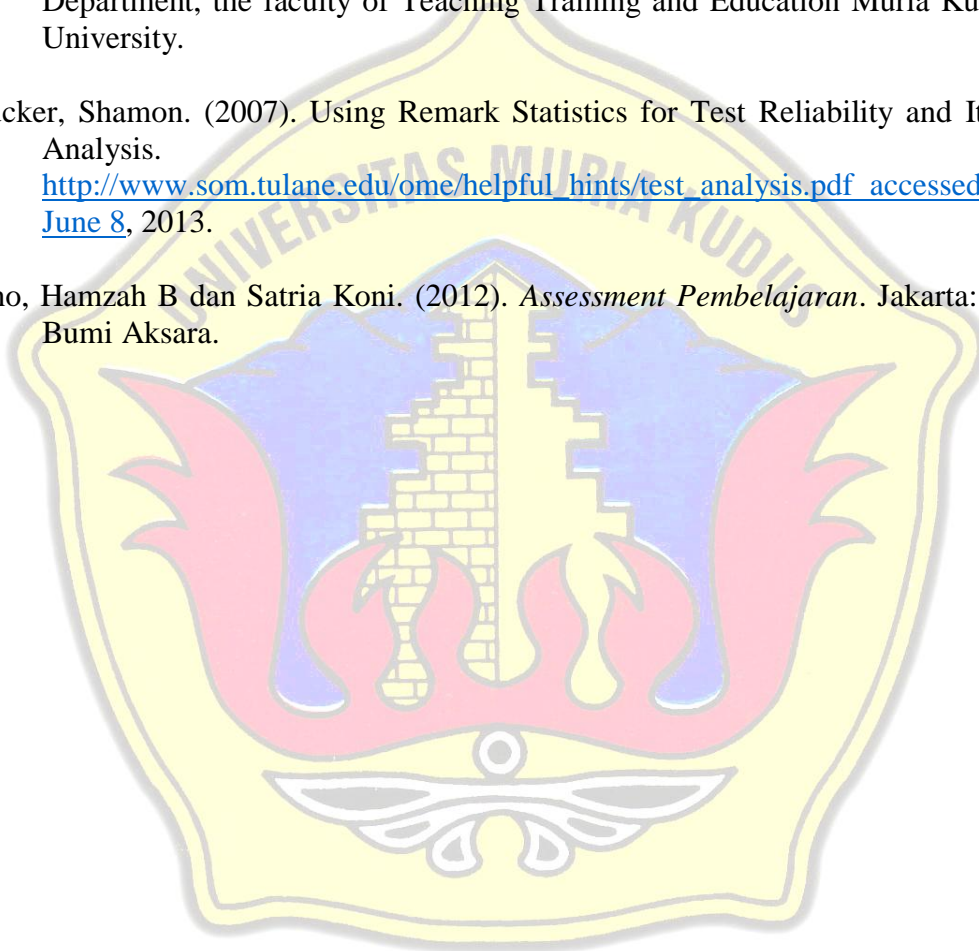 Department, the faculty of Teaching Training and Education Muria Ku
University.
ucker, Shamon. (2007). Using Remark Statistics for Test Reliability and It
Analysis.
http://www.som.tulane.edu/ome/helpful_hints/test_analysis.pdf accessed
June 8, 2013.
no, Hamzah B dan Satria Koni. (2012). Assessment Pembelajaran. Jakarta:
Bumi Aksara.
UNIVERSITAS MURIA KUDUS